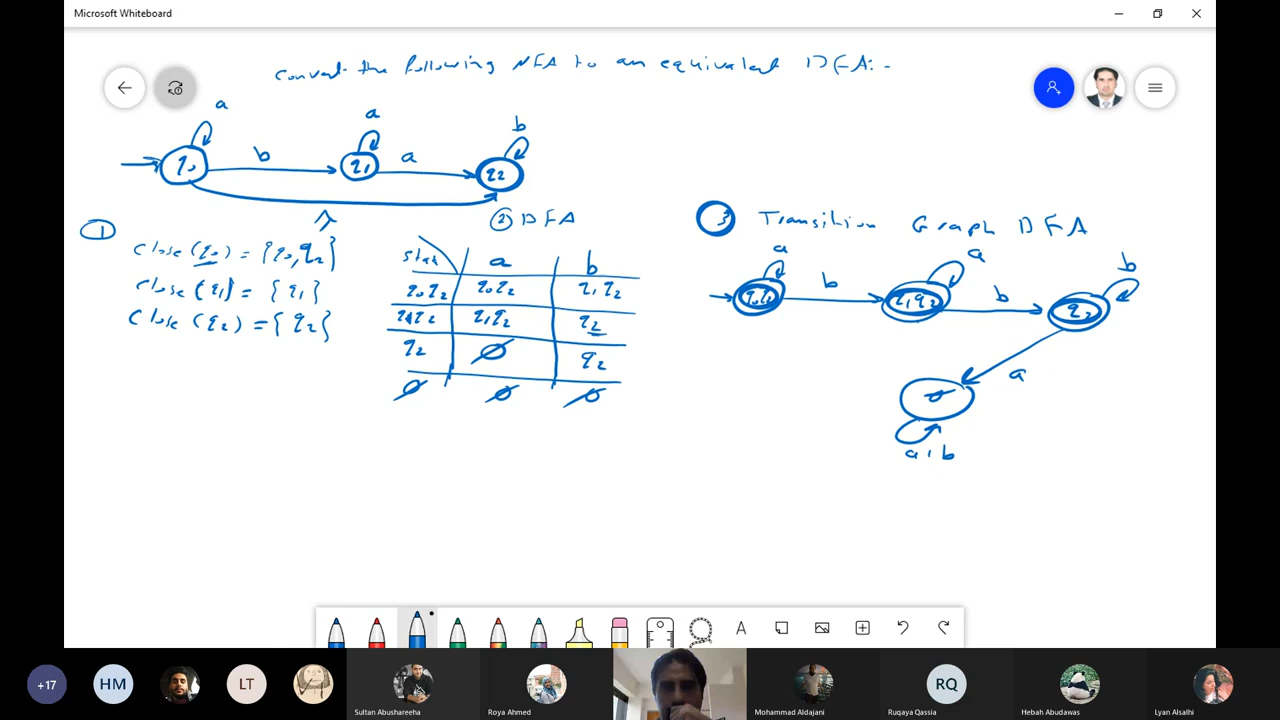 Microsoft Whiteboard
Convert the following NFA to an equivalent DFA:-
a
a
b
b
a
q0
q1
q2
λ
1
close(q0) = {q0,q2}
close(q1) = {q1}
close(q2) = {q2}
2 DFA
state a b
q0q2 q0q2 q1q2
q1q2 q1q2 q2
q2 ∅ q2
∅ ∅ ∅
3 Transition Graph DFA
a
a
b
b
b
q0q2
q1q2
q2
a
∅
a,b
A
+17
HM
LT
RQ
Sultan Abushareeha
Roya Ahmed
Mohammad Aldajani
Ruqaya Qassia
Hebah Abudawas
Lyan Alsalhi